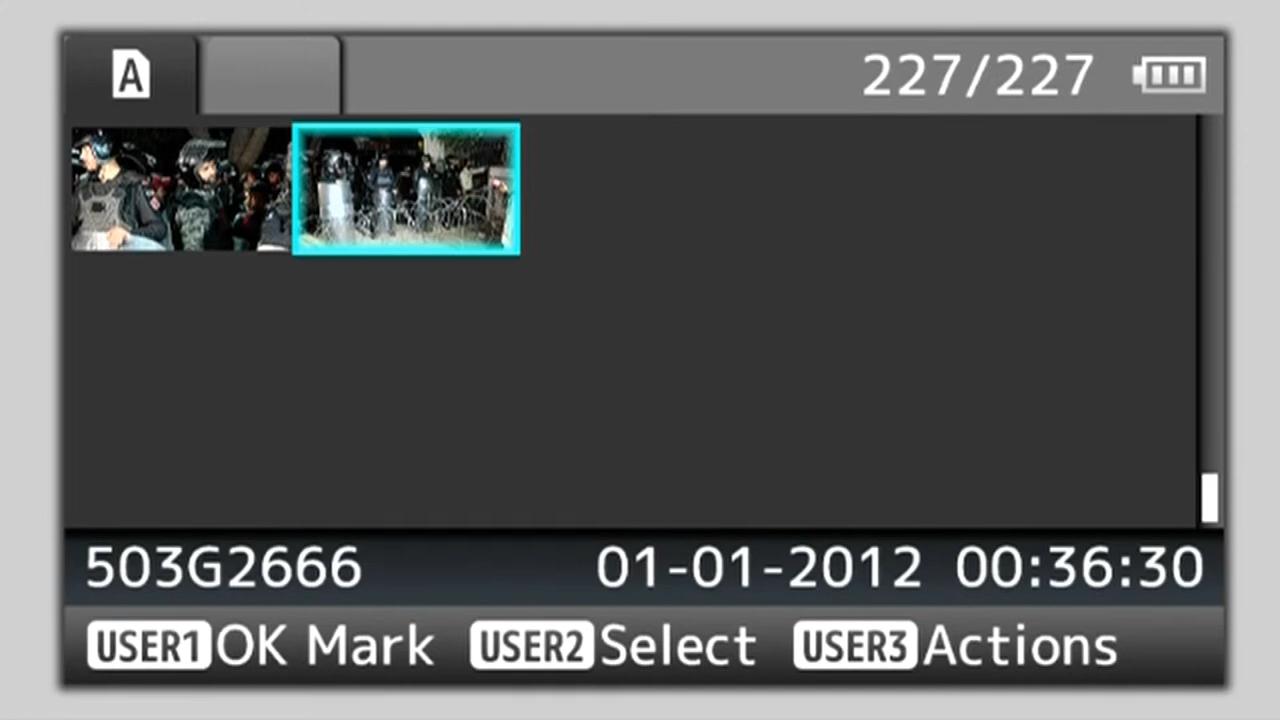 A 227/227
503G2666 01-01-2012 00:36:30
USER1 OK Mark USER2 Select USER3 Actions